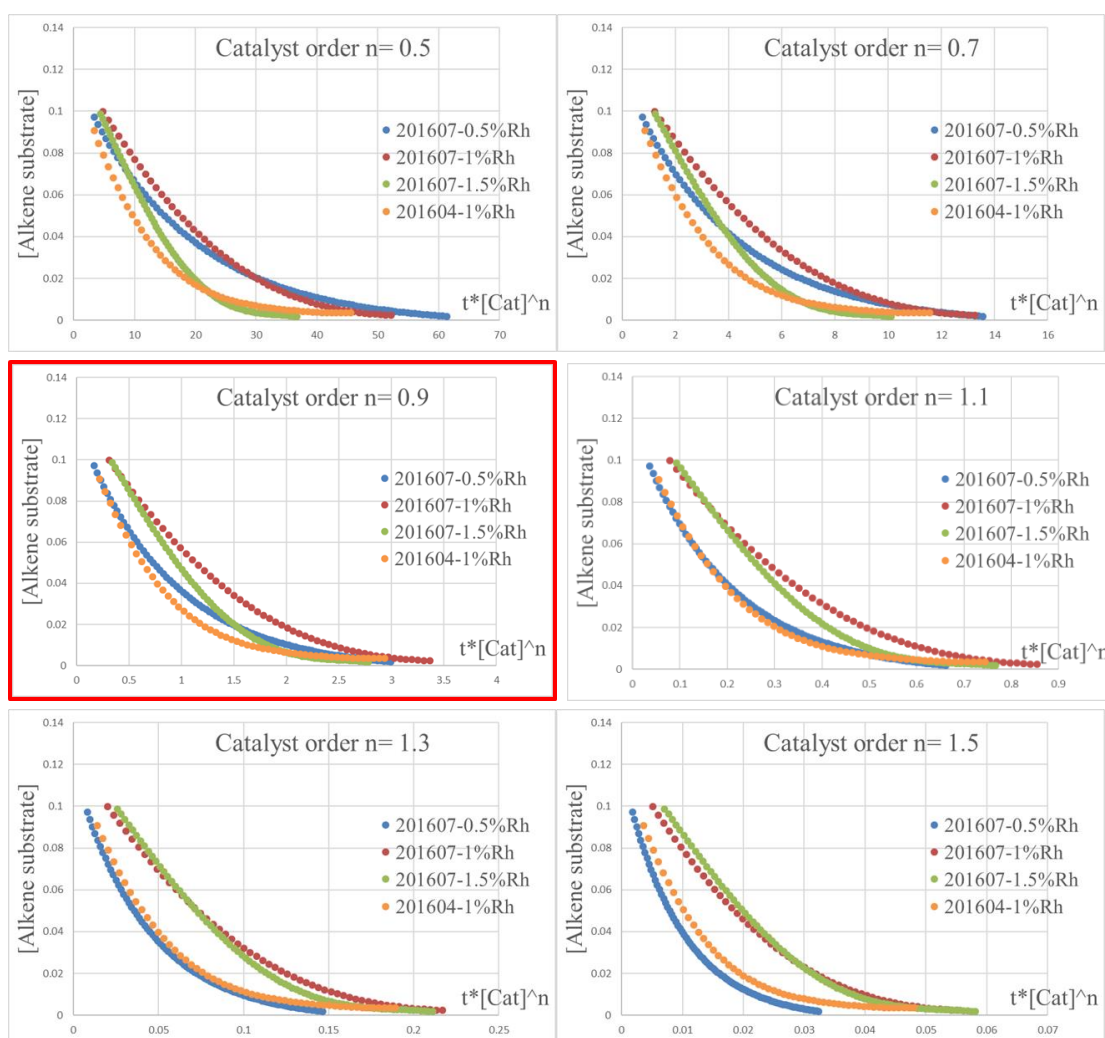 Catalyst order n= 0.5
[Alkene substrate]
0.14
0.12
0.1
0.08
0.06
0.04
0.02
0
201607-0.5%Rh
201607-1%Rh
201607-1.5%Rh
201604-1%Rh
t*[Cat]^n
0 10 20 30 40 50 60 70
Catalyst order n= 0.7
[Alkene substrate]
0.14
0.12
0.1
0.08
0.06
0.04
0.02
0
201607-0.5%Rh
201607-1%Rh
201607-1.5%Rh
201604-1%Rh
t*[Cat]^n
0 2 4 6 8 10 12 14 16
Catalyst order n= 0.9
[Alkene substrate]
0.14
0.12
0.1
0.08
0.06
0.04
0.02
0
201607-0.5%Rh
201607-1%Rh
201607-1.5%Rh
201604-1%Rh
t*[Cat]^n
0 0.5 1 1.5 2 2.5 3 3.5 4
Catalyst order n= 1.1
[Alkene substrate]
0.14
0.12
0.1
0.08
0.06
0.04
0.02
0
201607-0.5%Rh
201607-1%Rh
201607-1.5%Rh
201604-1%Rh
t*[Cat]^n
0 0.1 0.2 0.3 0.4 0.5 0.6 0.7 0.8 0.9
Catalyst order n= 1.3
[Alkene substrate]
0.14
0.12
0.1
0.08
0.06
0.04
0.02
0
201607-0.5%Rh
201607-1%Rh
201607-1.5%Rh
201604-1%Rh
t*[Cat]^n
0 0.05 0.1 0.15 0.2 0.25
Catalyst order n= 1.5
[Alkene substrate]
0.14
0.12
0.1
0.08
0.06
0.04
0.02
0
201607-0.5%Rh
201607-1%Rh
201607-1.5%Rh
201604-1%Rh
t*[Cat]^n
0 0.01 0.02 0.03 0.04 0.05 0.06 0.07